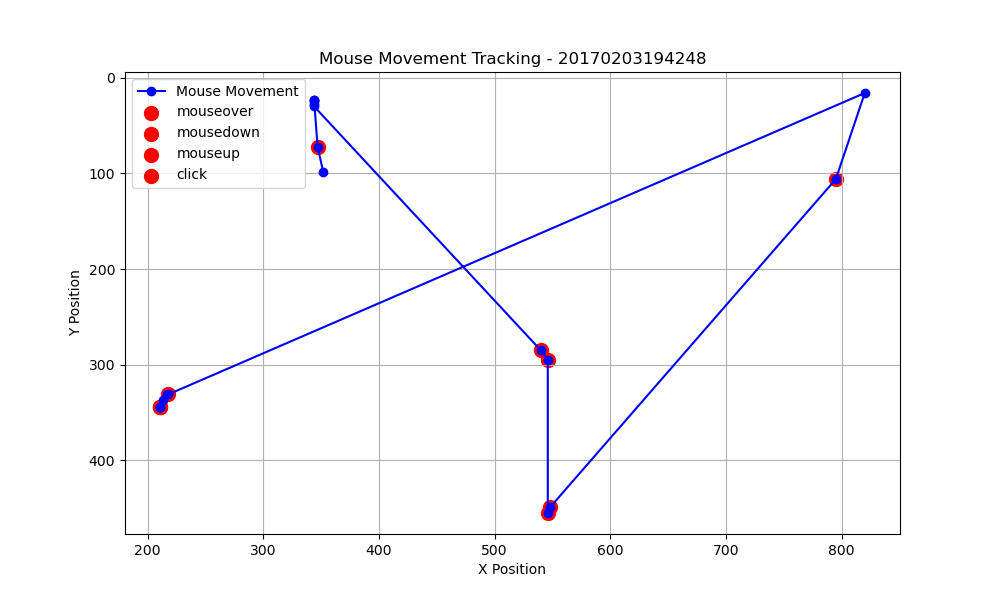 Mouse Movement Tracking - 20170203194248
Mouse Movement
mouseover
mousedown
mouseup
click
0
100
200
300
400
Y Position
200 300 400 500 600 700 800
X Position